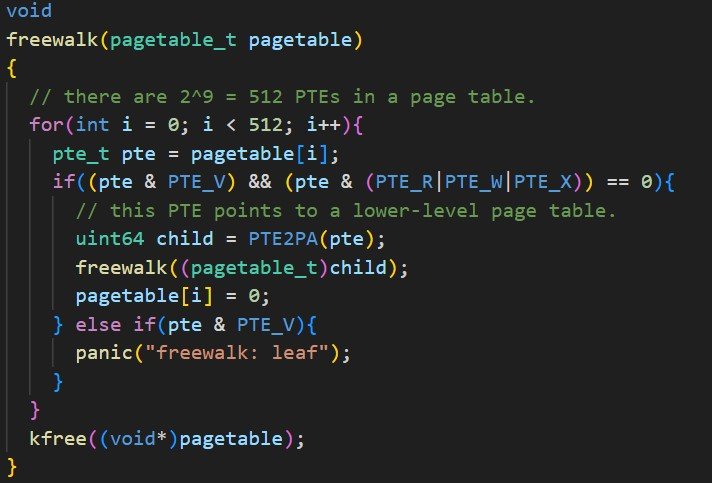 void
freewalk(pagetable_t pagetable)
{
  // there are 2^9 = 512 PTEs in a page table.
  for(int i = 0; i < 512; i++){
    pte_t pte = pagetable[i];
    if((pte & PTE_V) && (pte & (PTE_R|PTE_W|PTE_X)) == 0){
      // this PTE points to a lower-level page table.
      uint64 child = PTE2PA(pte);
      freewalk((pagetable_t)child);
      pagetable[i] = 0;
    } else if(pte & PTE_V){
      panic("freewalk: leaf");
    }
  }
  kfree((void*)pagetable);
}